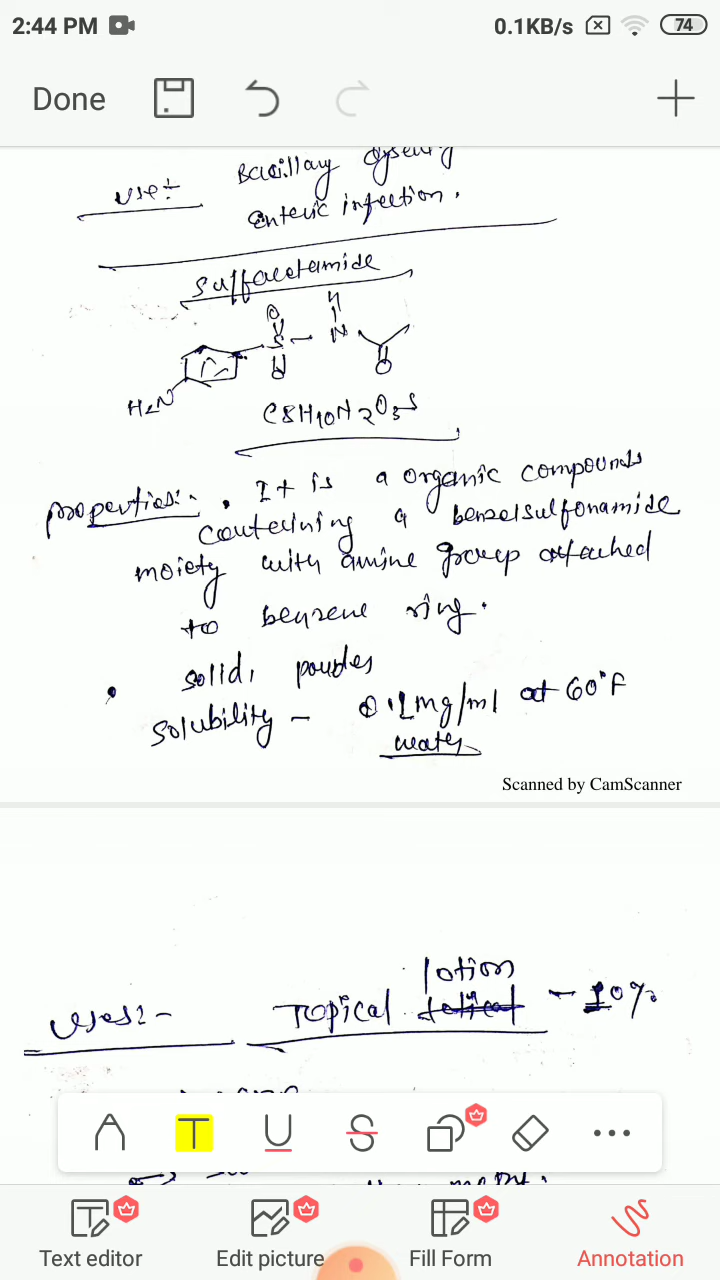 2:44 PM
0.1KB/s
74
Done
Bacillary
Use:
enteric infection.
Sulfacetamide
O
H
S
N
O
O
H2N
C8H10N2O3S
properties:- • It is a organic compounds
conteining a benzelsulfonamide
moiety with amine group attached
to benzene ring.
• solid, powder
solubility - 0.1mg/ml at 60°F
water
Scanned by CamScanner
lotion
Uses:- Topical - 10%
T
U
S
Text editor
Edit picture
Fill Form
Annotation